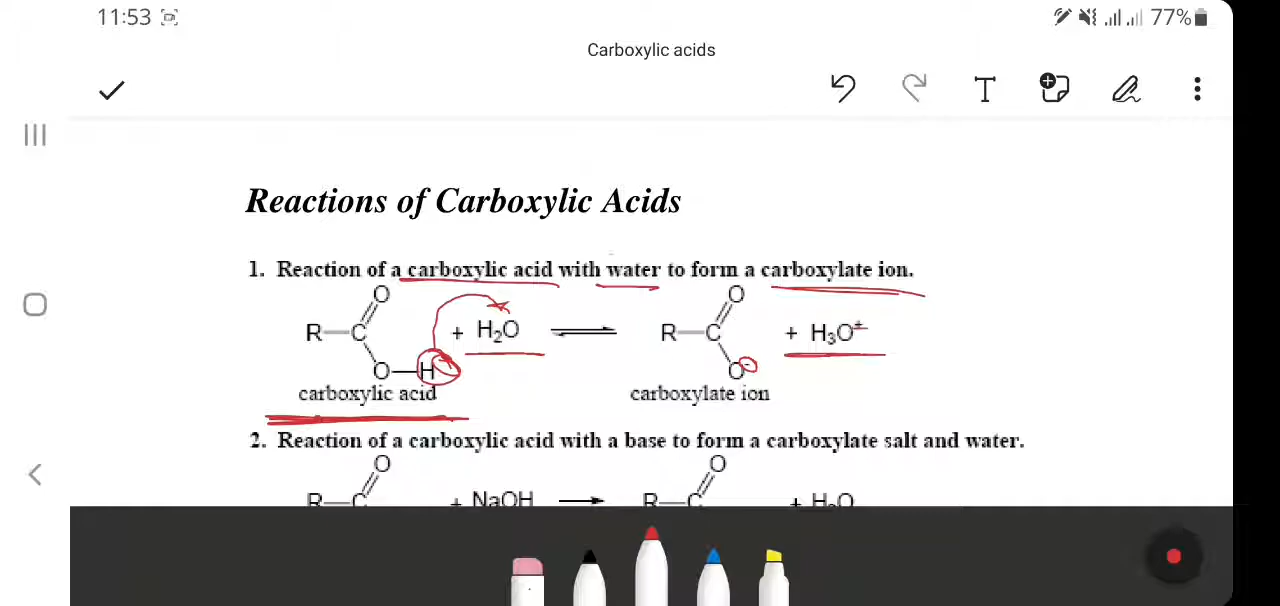 11:53
77%
Carboxylic acids
T
Reactions of Carboxylic Acids
1. Reaction of a carboxylic acid with water to form a carboxylate ion.
O O
R—C + H₂O ⇌ R—C + H₃O⁺
O—H O⁻
carboxylic acid carboxylate ion
2. Reaction of a carboxylic acid with a base to form a carboxylate salt and water.
O O
R—C + NaOH → R—C + H₂O